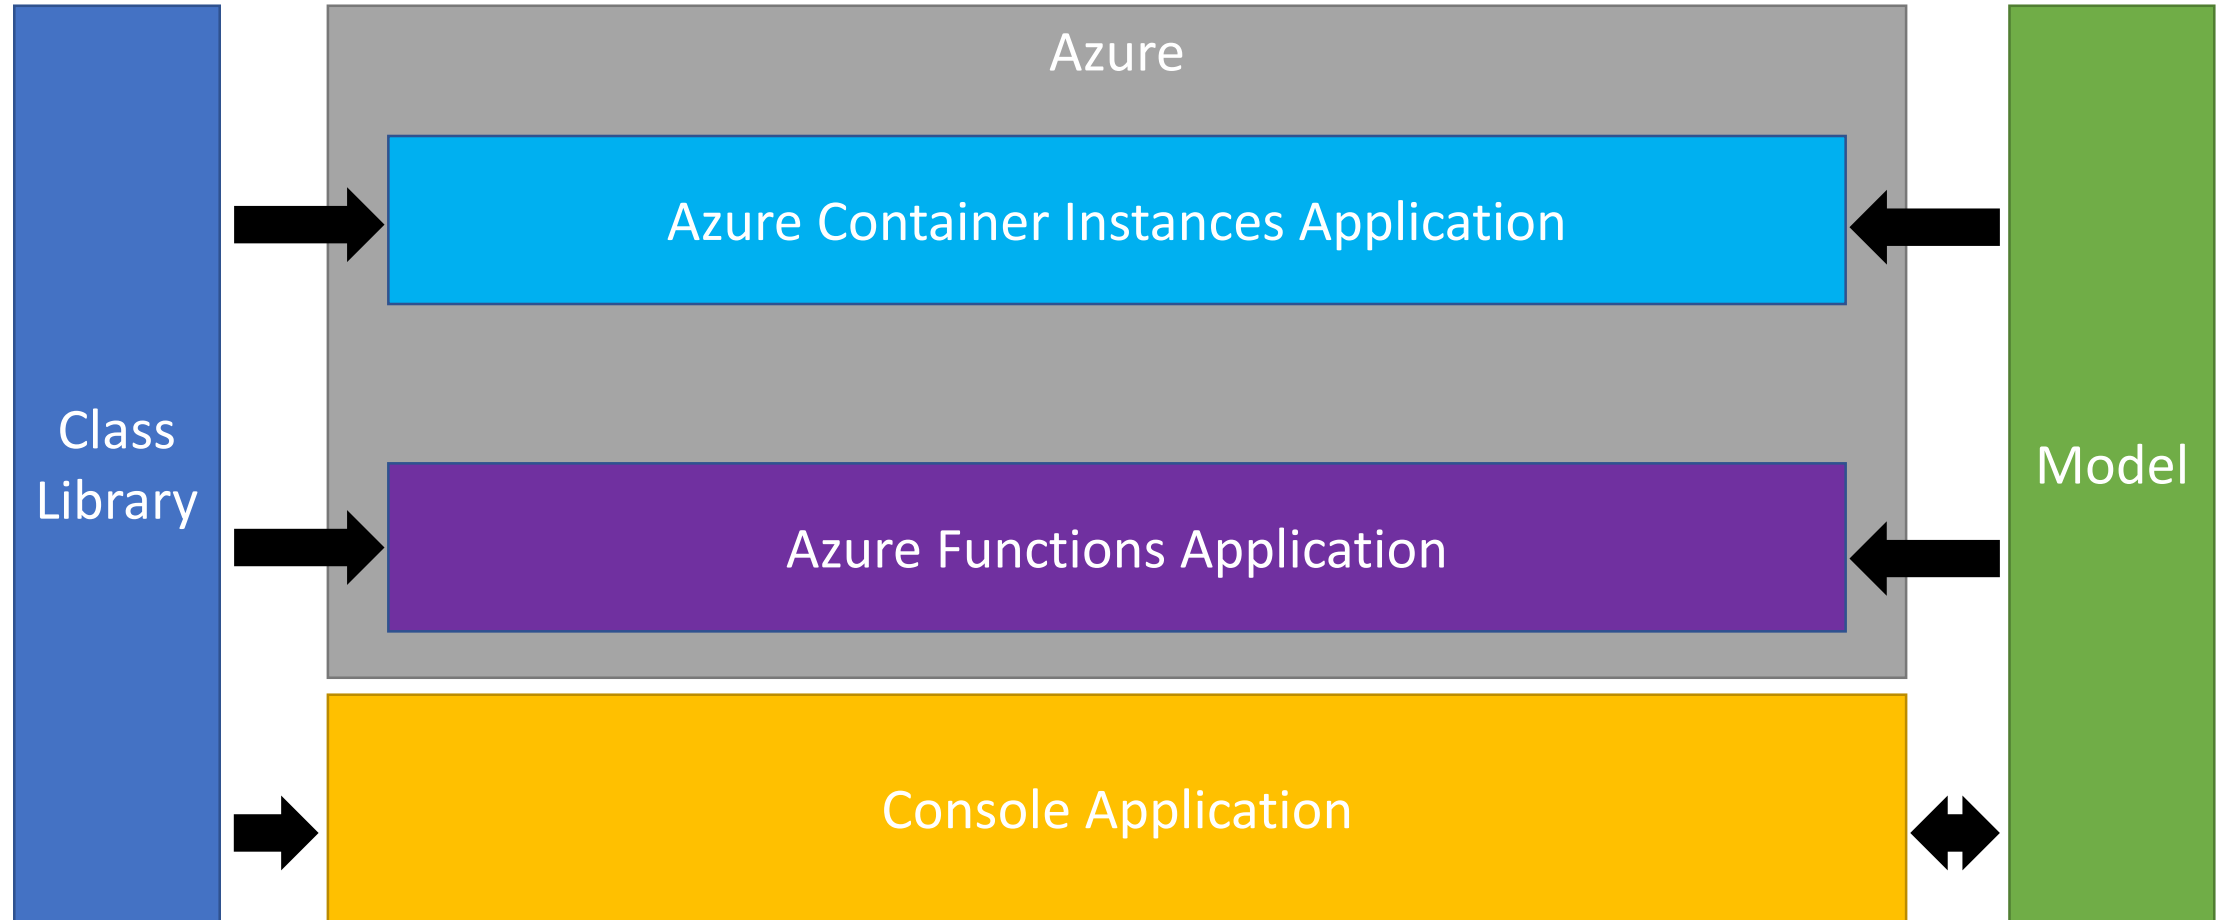 Azure
Azure Container Instances Application
Class
Library
Model
Azure Functions Application
Console Application